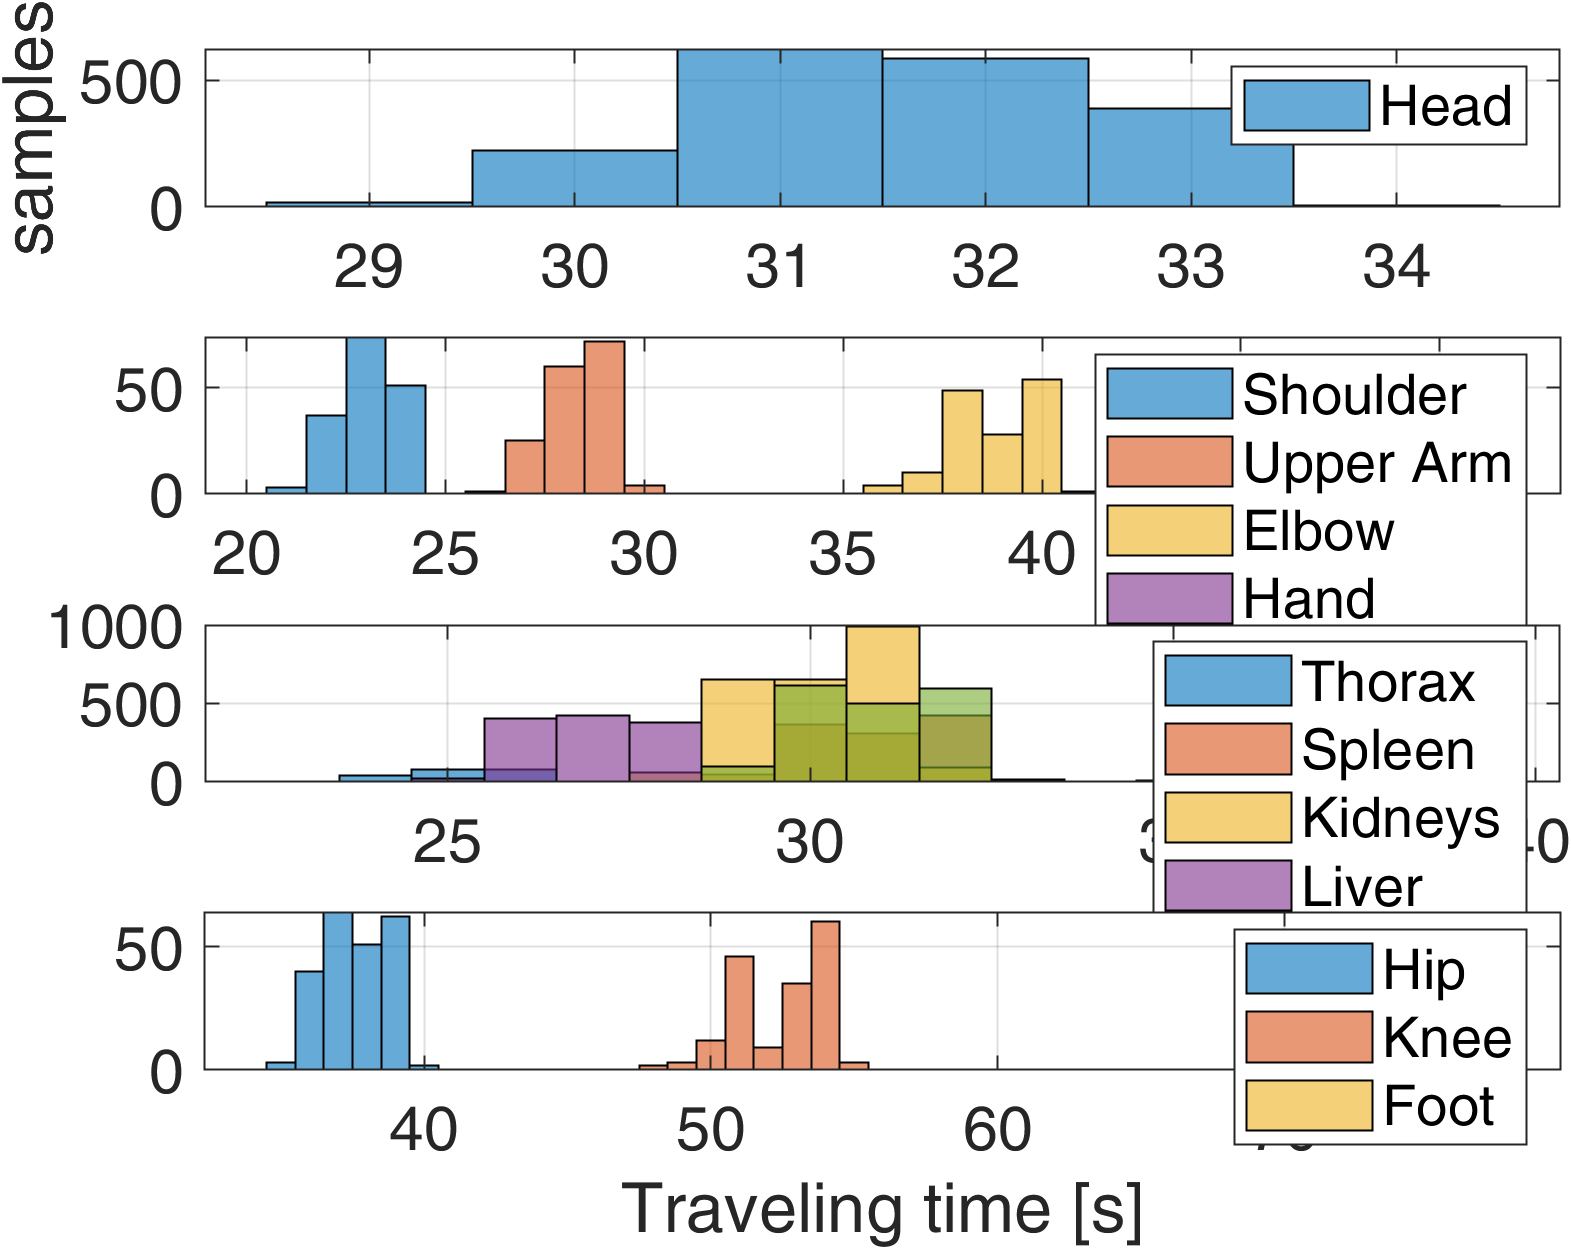 samples
500
0
Head
29 30 31 32 33 34
50
0
Shoulder
Upper Arm
Elbow
Hand
20 25 30 35 40
1000
500
0
Thorax
Spleen
Kidneys
Liver
25 30
50
0
Hip
Knee
Foot
40 50 60
Traveling time [s]